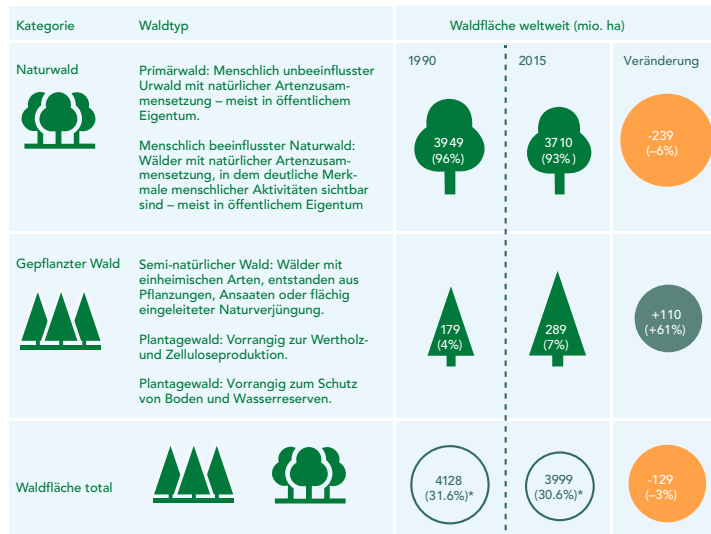 Kategorie
Waldtyp
Waldfläche weltweit (mio. ha)
1990
2015
Veränderung
Naturwald
Primärwald: Menschlich unbeeinflusster
Urwald mit natürlicher Artenzusam-
mensetzung – meist in öffentlichem
Eigentum.
Menschlich beeinflusster Naturwald:
Wälder mit natürlicher Artenzusam-
mensetzung, in dem deutliche Merk-
male menschlicher Aktivitäten sichtbar
sind – meist in öffentlichem Eigentum
3949
(96%)
3710
(93%)
-239
(–6%)
Gepflanzter Wald
Semi-natürlicher Wald: Wälder mit
einheimischen Arten, entstanden aus
Pflanzungen, Ansaaten oder flächig
eingeleiteter Naturverjüngung.
Plantagewald: Vorrangig zur Wertholz-
und Zelluloseproduktion.
Plantagewald: Vorrangig zum Schutz
von Boden und Wasserreserven.
179
(4%)
289
(7%)
+110
(+61%)
Waldfläche total
4128
(31.6%)*
3999
(30.6%)*
-129
(–3%)